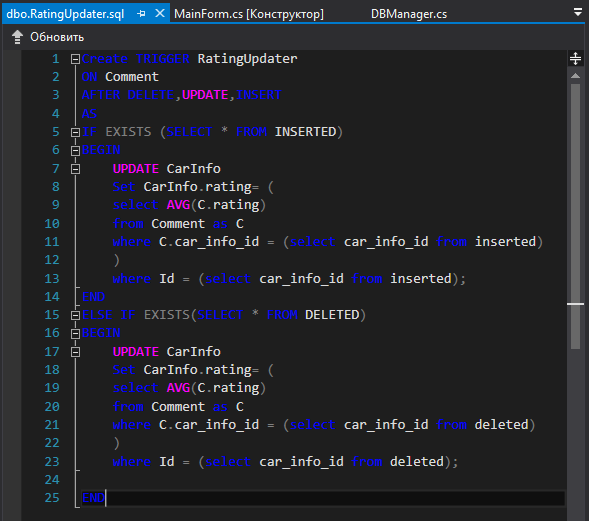 dbo.RatingUpdater.sql MainForm.cs [Конструктор] DBManager.cs
Обновить
1 Create TRIGGER RatingUpdater
2 ON Comment
3 AFTER DELETE,UPDATE,INSERT
4 AS
5 IF EXISTS (SELECT * FROM INSERTED)
6 BEGIN
7 UPDATE CarInfo
8 Set CarInfo.rating= (
9 select AVG(C.rating)
10 from Comment as C
11 where C.car_info_id = (select car_info_id from inserted)
12 )
13 where Id = (select car_info_id from inserted);
14 END
15 ELSE IF EXISTS(SELECT * FROM DELETED)
16 BEGIN
17 UPDATE CarInfo
18 Set CarInfo.rating= (
19 select AVG(C.rating)
20 from Comment as C
21 where C.car_info_id = (select car_info_id from deleted)
22 )
23 where Id = (select car_info_id from deleted);
24
25 END